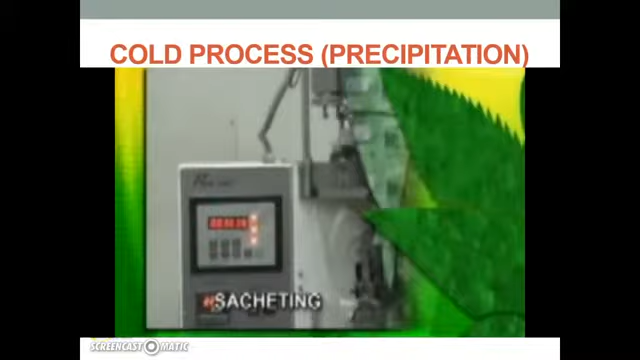 COLD PROCESS (PRECIPITATION)
SACHETING
SCREENCAST-O-MATIC